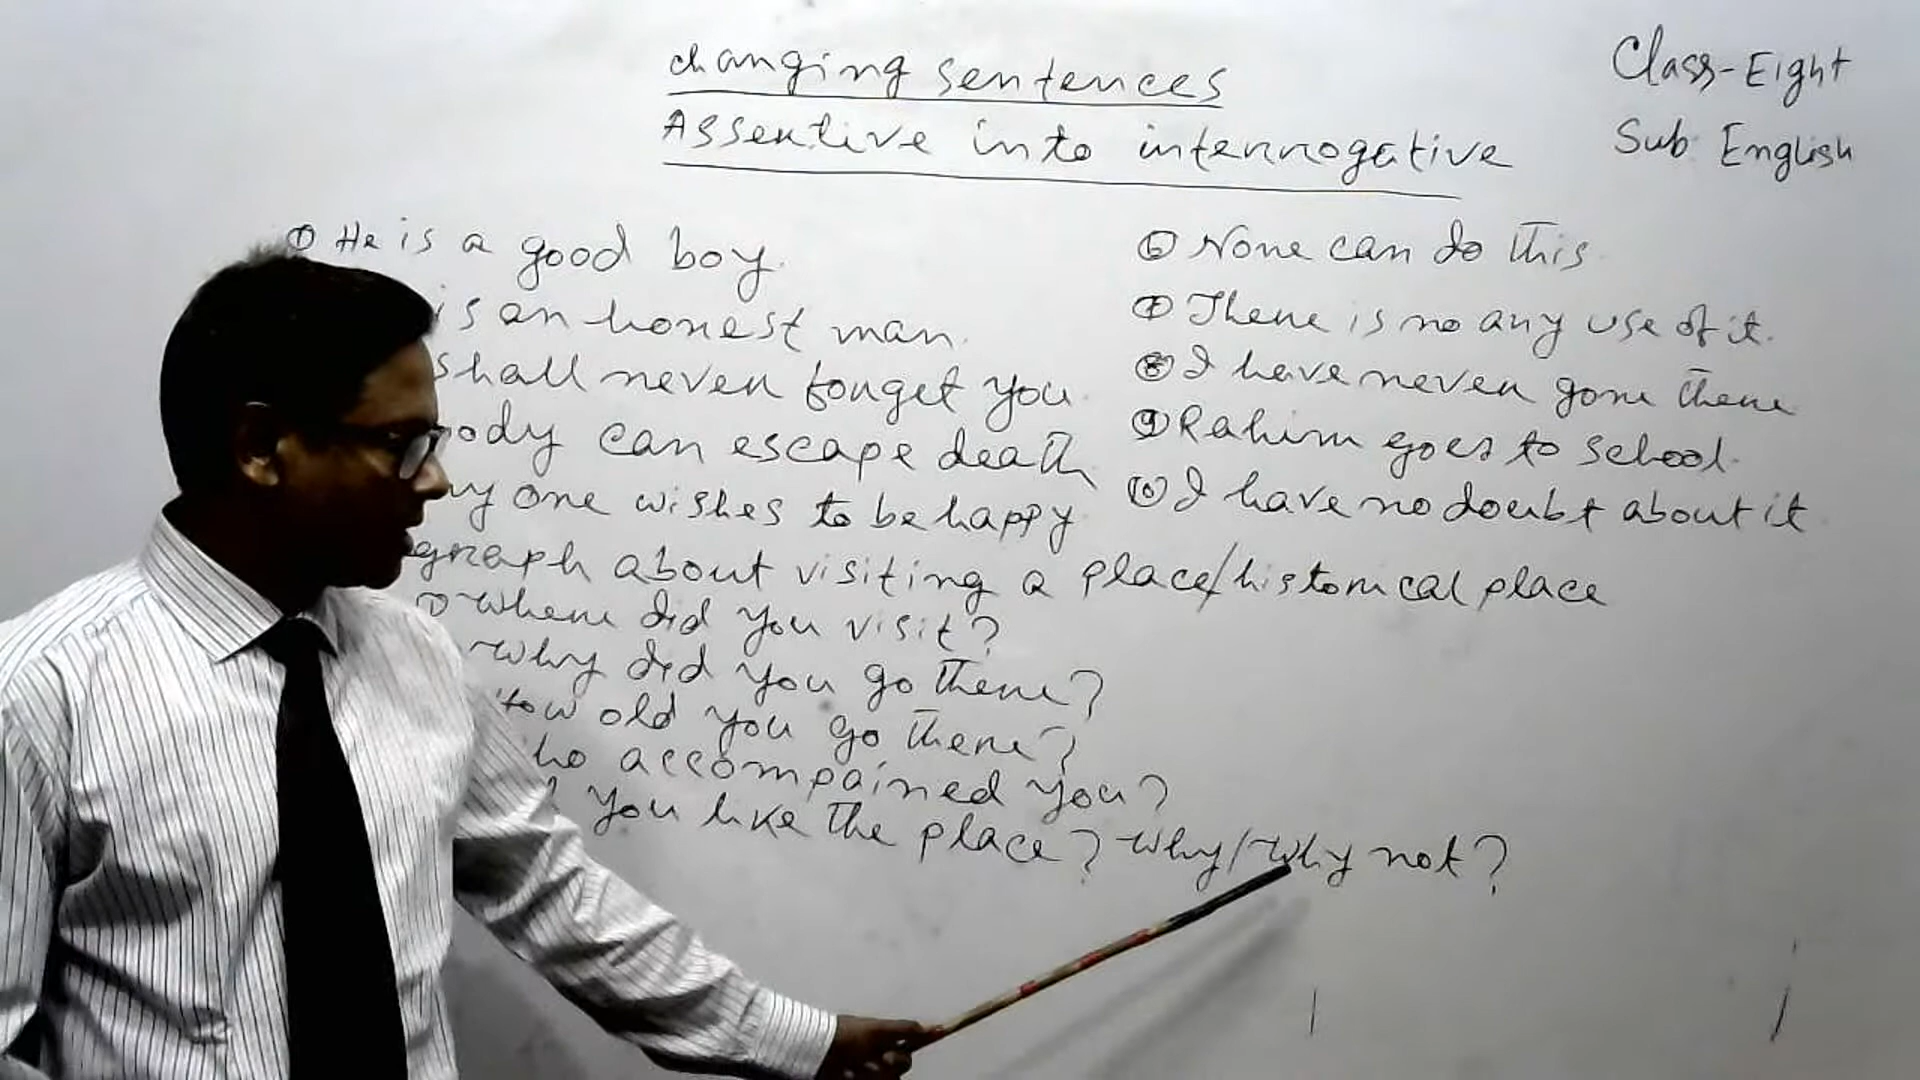 changing sentences
Assertive into interrogative
Class-Eight
Sub: English
① He is a good boy.
is an honest man.
shall never forget you.
body can escape death
ny one wishes to be happy
⑥ None can do this.
⑦ There is no any use of it.
⑧ I have never gone there
⑨ Rahim goes to school.
⑩ I have no doubt about it
graph about visiting a place/historical place
Where did you visit?
Why did you go there?
How old you go there?
ho accompained you?
you like the place? Why/Why not?